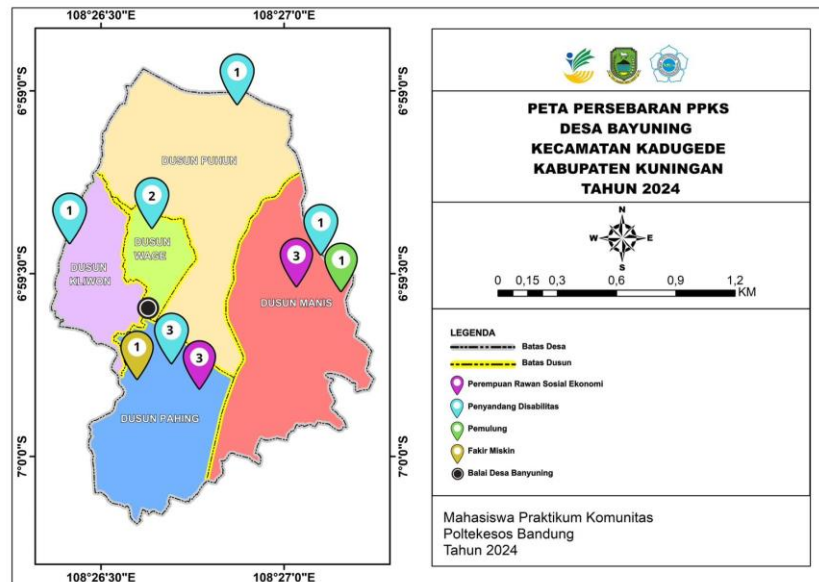 108°26'30"E 108°27'0"E
6°59'0"S
6°59'30"S
7°0'0"S
6°59'0"S
6°59'30"S
7°0'0"S
108°26'30"E 108°27'0"E
1
DUSUN PUHUN
1
2
DUSUN
WAGE
DUSUN
KLIWON
1
3
1
DUSUN MANIS
1
3
3
DUSUN PAHING
PETA PERSEBARAN PPKS
DESA BAYUNING
KECAMATAN KADUGEDE
KABUPATEN KUNINGAN
TAHUN 2024
N
W E
S
0 0,15 0,3 0,6 0,9 1,2
KM
LEGENDA
Batas Desa
Batas Dusun
Perempuan Rawan Sosial Ekonomi
Penyandang Disabilitas
Pemulung
Fakir Miskin
Balai Desa Banyuning
Mahasiswa Praktikum Komunitas
Poltekesos Bandung
Tahun 2024